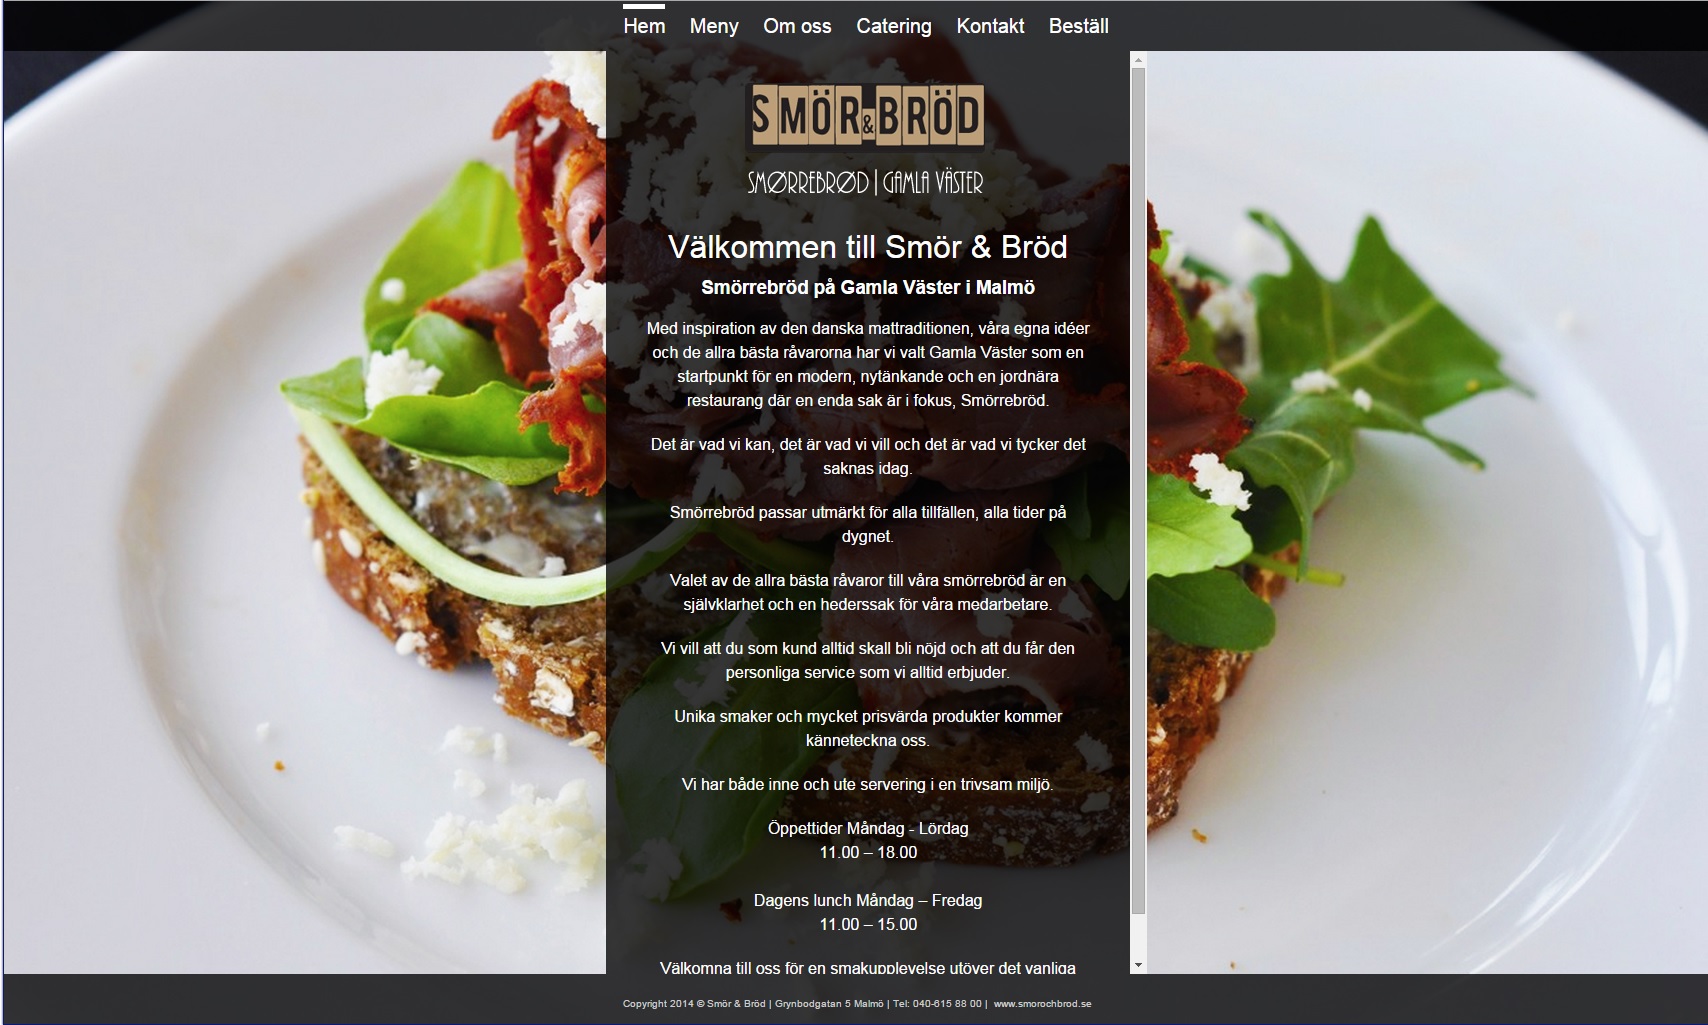 Hem Meny Om oss Catering Kontakt Beställ
SMÖR & BRÖD
SMØRREBRØD | GAMLA VÄSTER
Välkommen till Smör & Bröd
Smörrebröd på Gamla Väster i Malmö
Med inspiration av den danska mattraditionen, våra egna idéer
och de allra bästa råvarorna har vi valt Gamla Väster som en
startpunkt för en modern, nytänkande och en jordnära
restaurang där en enda sak är i fokus, Smörrebröd.
Det är vad vi kan, det är vad vi vill och det är vad vi tycker det
saknas idag.
Smörrebröd passar utmärkt för alla tillfällen, alla tider på
dygnet.
Valet av de allra bästa råvaror till våra smörrebröd är en
självklarhet och en hederssak för våra medarbetare.
Vi vill att du som kund alltid skall bli nöjd och att du får den
personliga service som vi alltid erbjuder.
Unika smaker och mycket prisvärda produkter kommer
känneteckna oss.
Vi har både inne och ute servering i en trivsam miljö.
Öppettider Måndag - Lördag
11.00 – 18.00
Dagens lunch Måndag – Fredag
11.00 – 15.00
Välkomna till oss för en smakupplevelse utöver det vanliga
Copyright 2014 © Smör & Bröd | Grynbodgatan 5 Malmö | Tel: 040-615 88 00 | www.smorochbrod.se